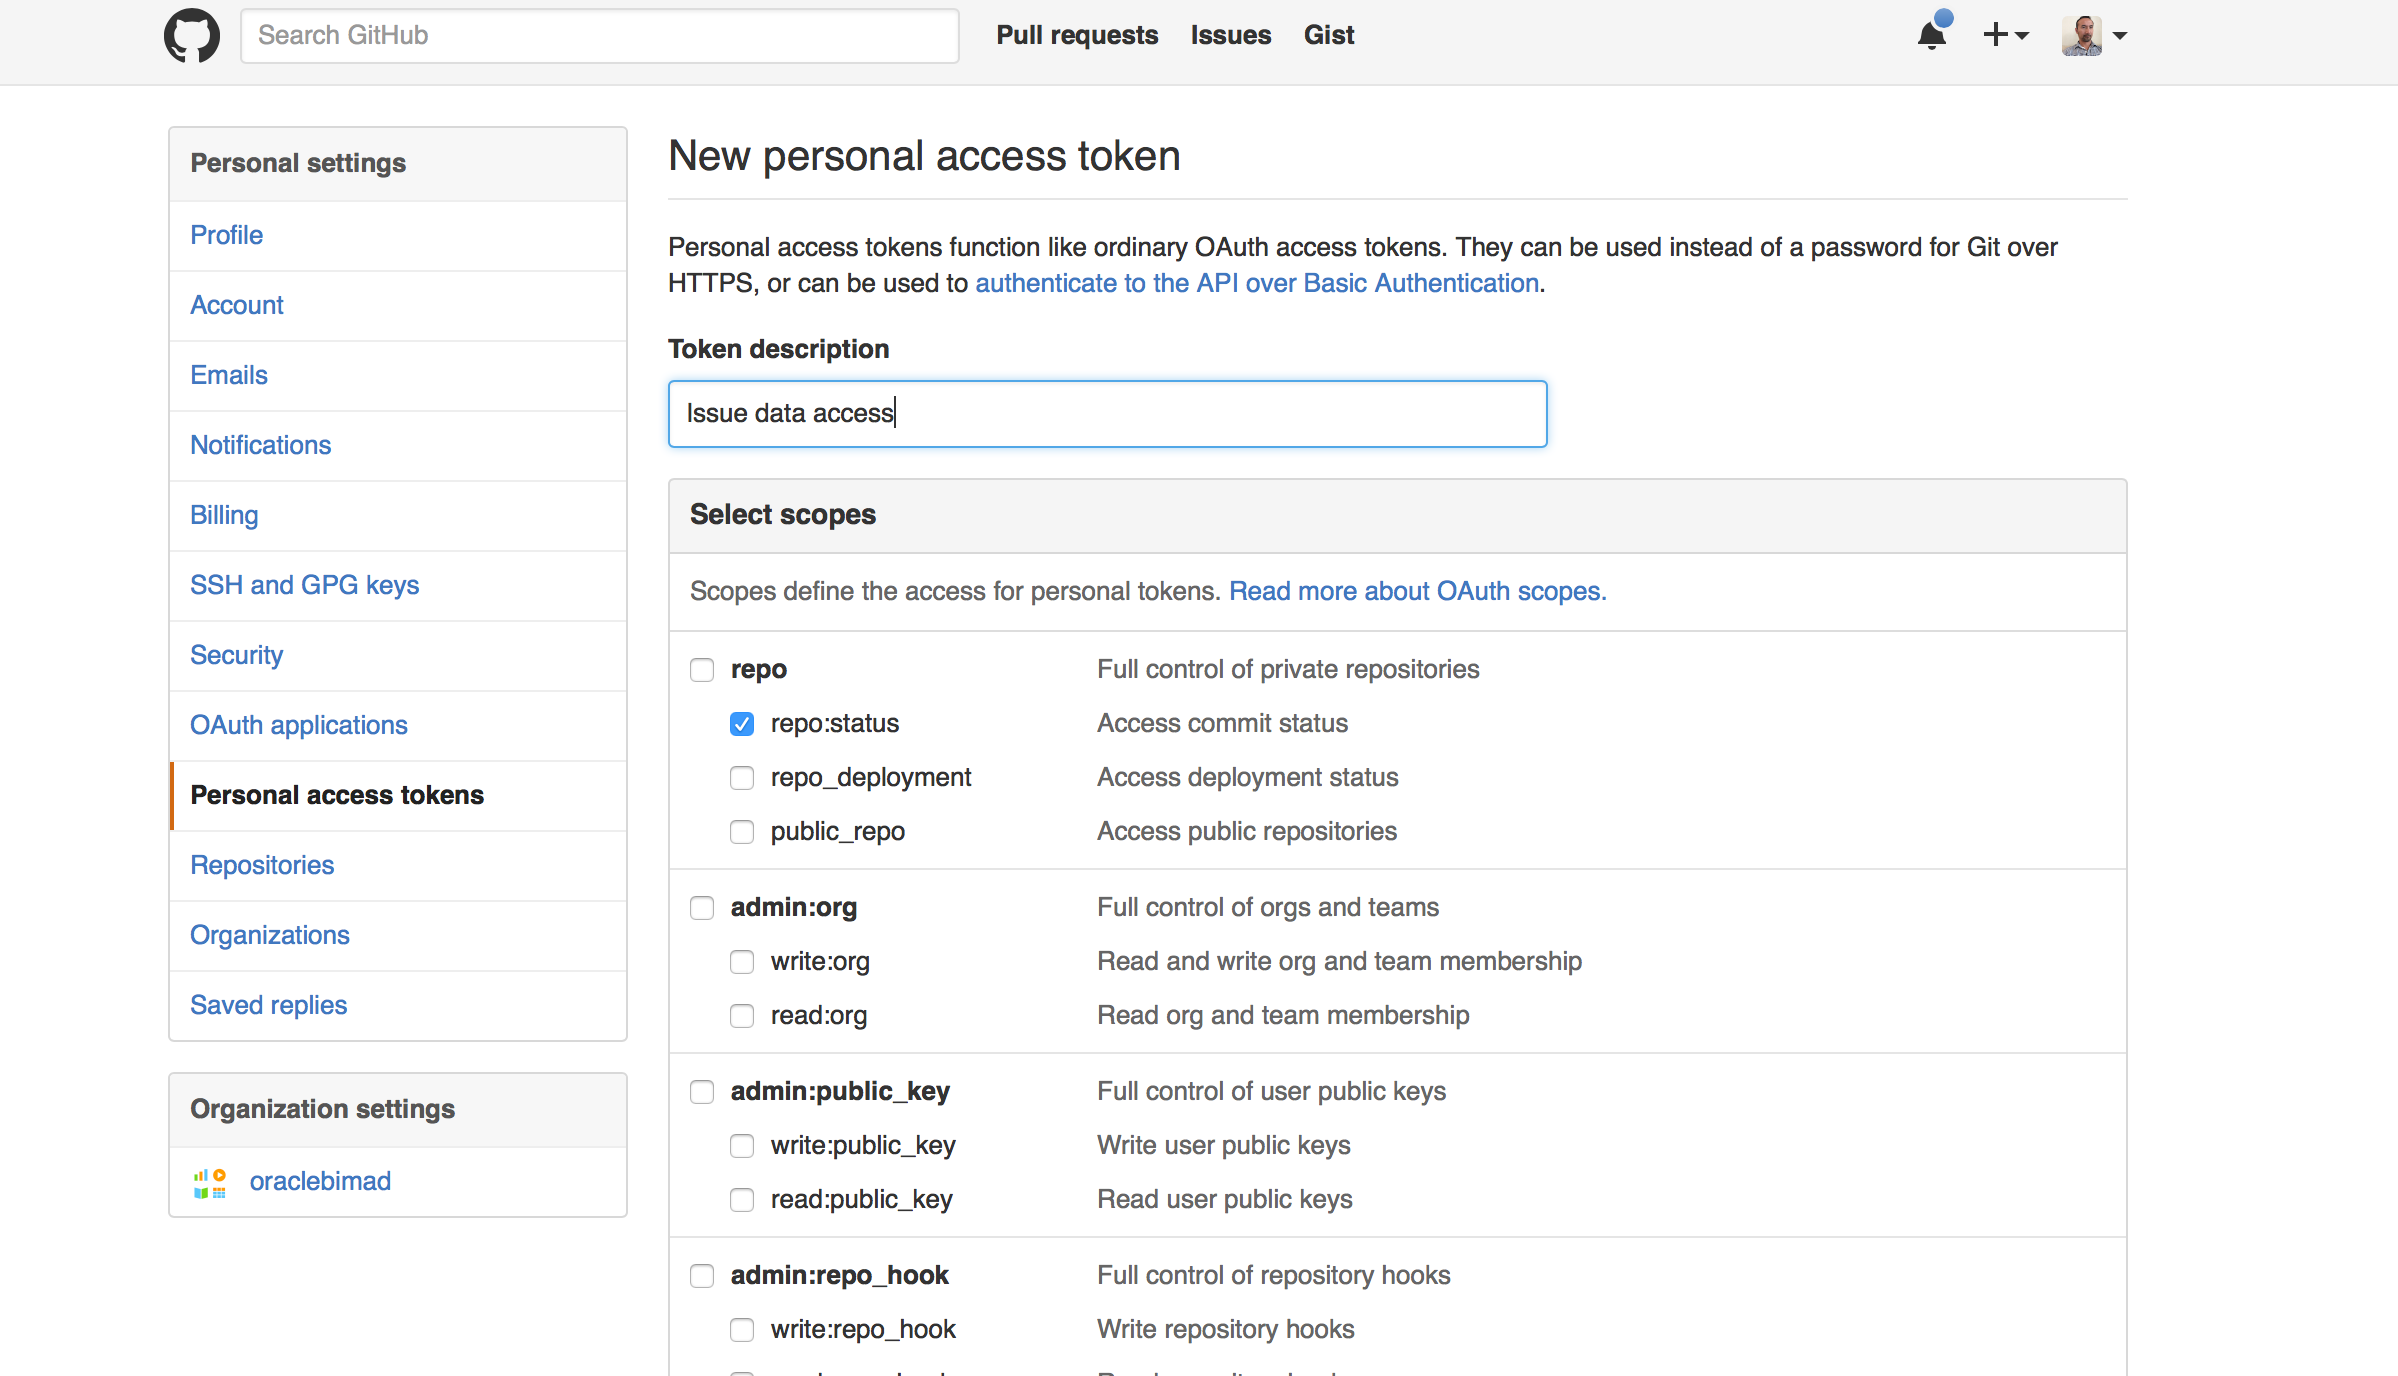 Search GitHub
Pull requests Issues Gist
Personal settings
Profile
Account
Emails
Notifications
Billing
SSH and GPG keys
Security
OAuth applications
Personal access tokens
Repositories
Organizations
Saved replies
Organization settings
oraclebimad
New personal access token
Personal access tokens function like ordinary OAuth access tokens. They can be used instead of a password for Git over
HTTPS, or can be used to authenticate to the API over Basic Authentication.
Token description
Issue data access
Select scopes
Scopes define the access for personal tokens. Read more about OAuth scopes.
repo Full control of private repositories
repo:status Access commit status
repo_deployment Access deployment status
public_repo Access public repositories
admin:org Full control of orgs and teams
write:org Read and write org and team membership
read:org Read org and team membership
admin:public_key Full control of user public keys
write:public_key Write user public keys
read:public_key Read user public keys
admin:repo_hook Full control of repository hooks
write:repo_hook Write repository hooks